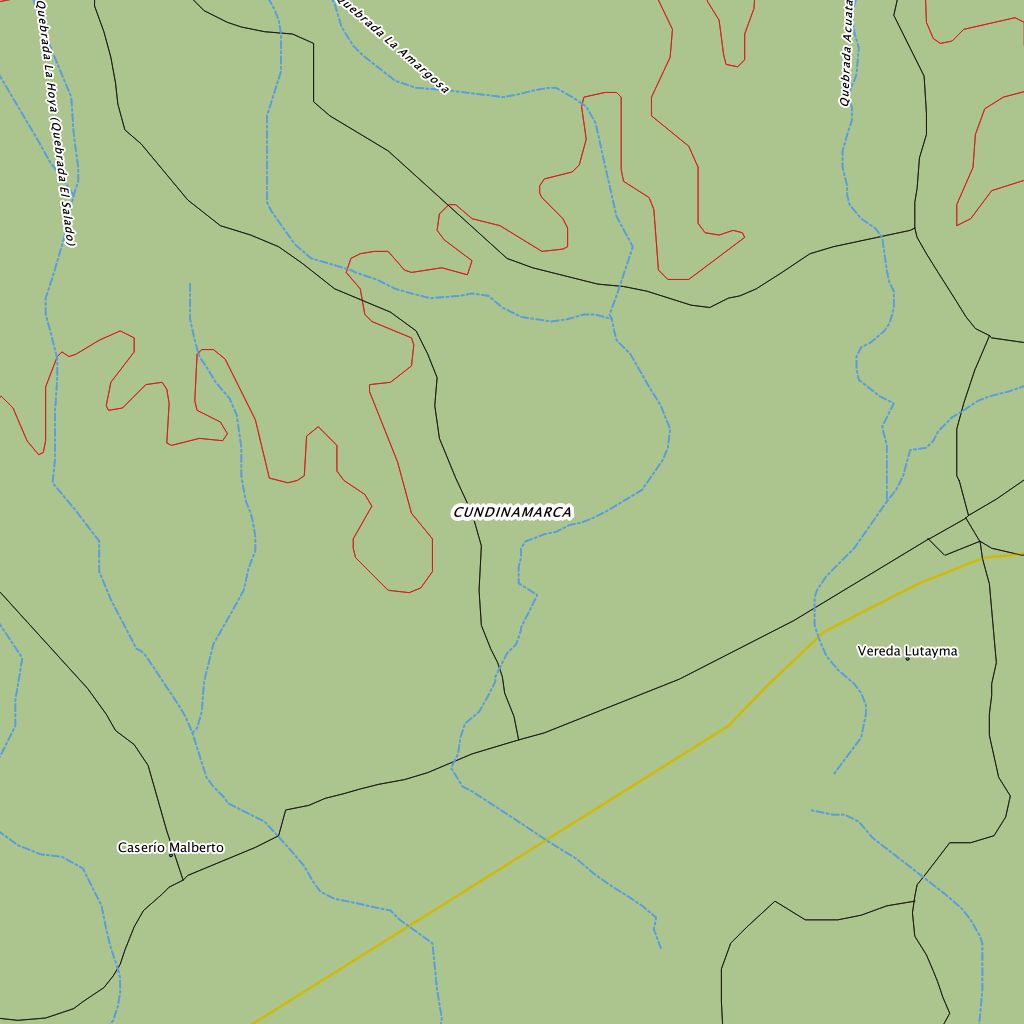 Quebrada La Hoya (Quebrada El Salado)
Quebrada La Amargosa
Quebrada Acuata
CUNDINAMARCA
Vereda Lutayma
Caserío Malberto